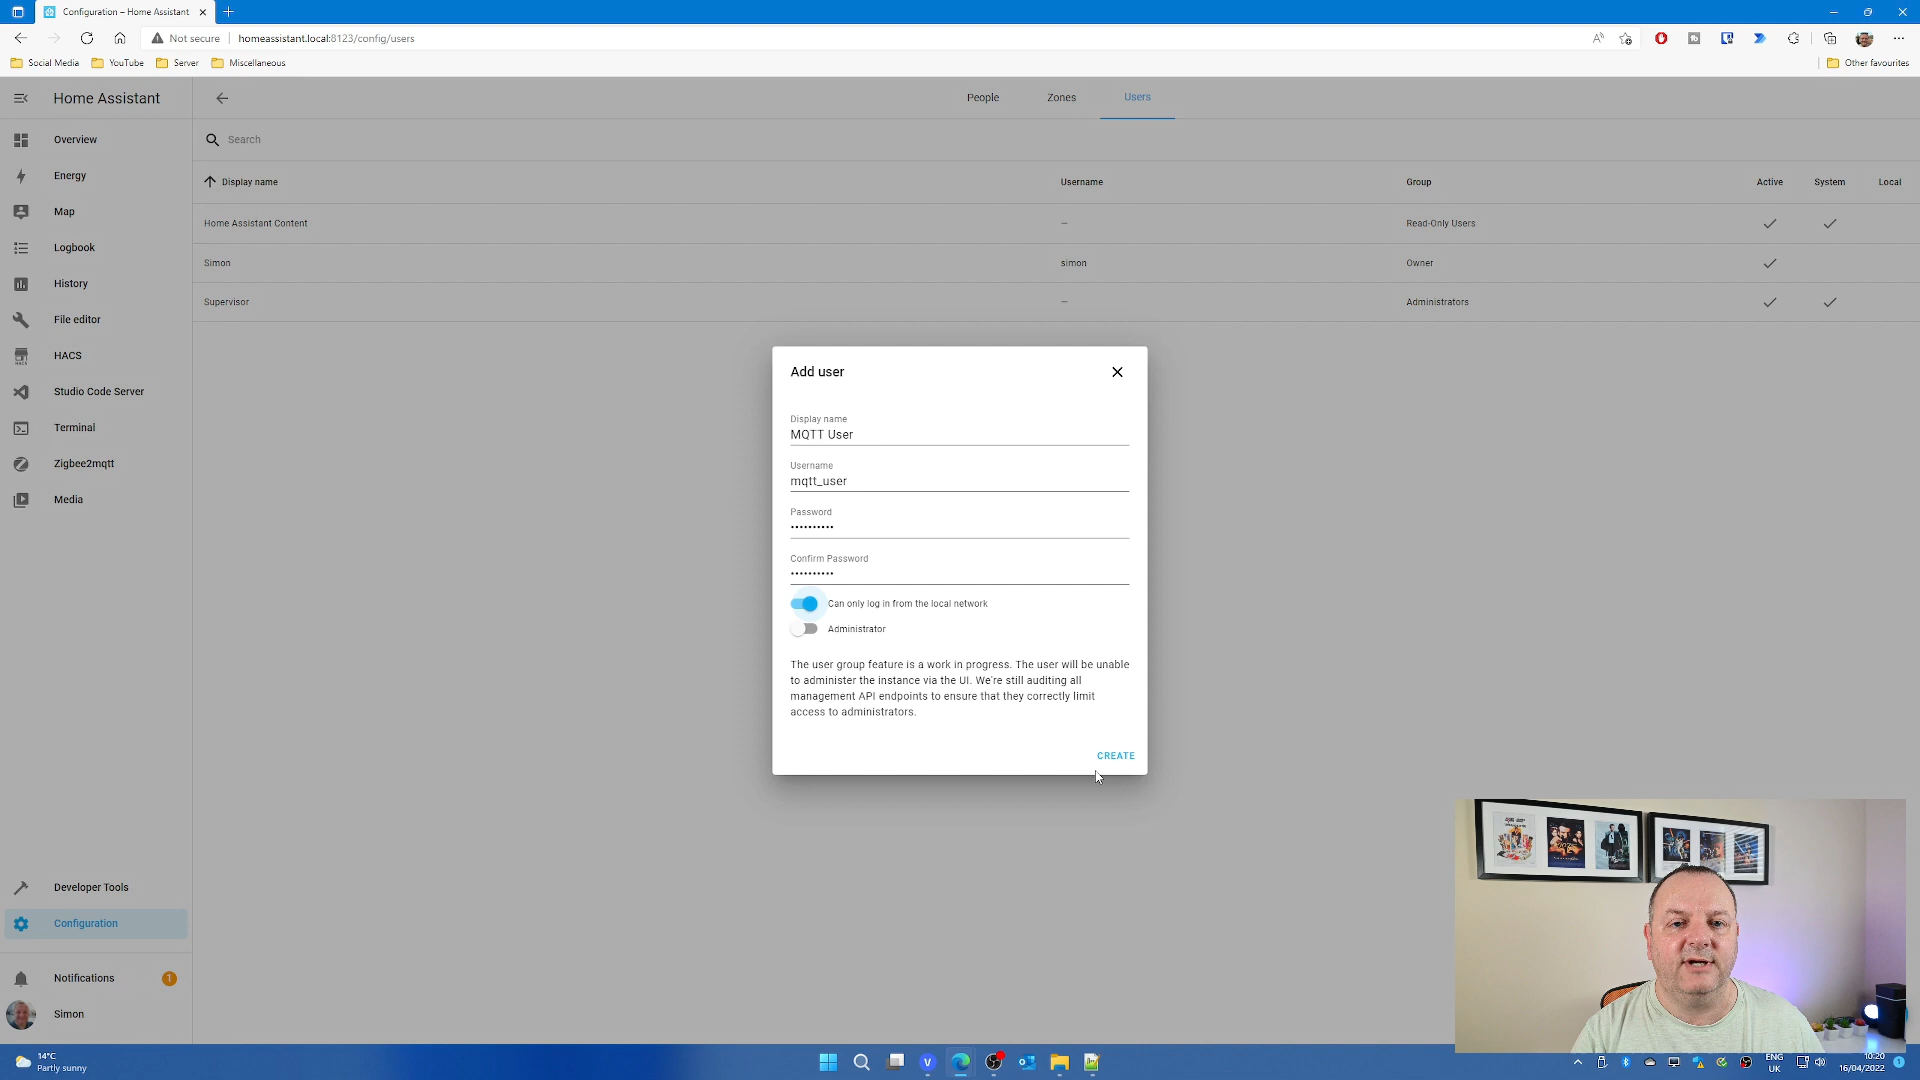 Configuration – Home Assistant
Not secure
homeassistant.local:8123/config/users
Social Media
YouTube
Server
Miscellaneous
Other favourites
Home Assistant
People
Zones
Users
Overview
Energy
Map
Logbook
History
File editor
HACS
Studio Code Server
Terminal
Zigbee2mqtt
Media
Search
Display name
Username
Group
Active
System
Local
Home Assistant Content
–
Read-Only Users
Simon
simon
Owner
Supervisor
–
Administrators
Add user
Display name
MQTT User
Username
mqtt_user
Password
••••••••••
Confirm Password
••••••••••
Can only log in from the local network
Administrator
The user group feature is a work in progress. The user will be unable
to administer the instance via the UI. We're still auditing all
management API endpoints to ensure that they correctly limit
access to administrators.
CREATE
Developer Tools
Configuration
Notifications
1
Simon
14°C
Partly sunny
ENG
UK
10:20
16/04/2022
1